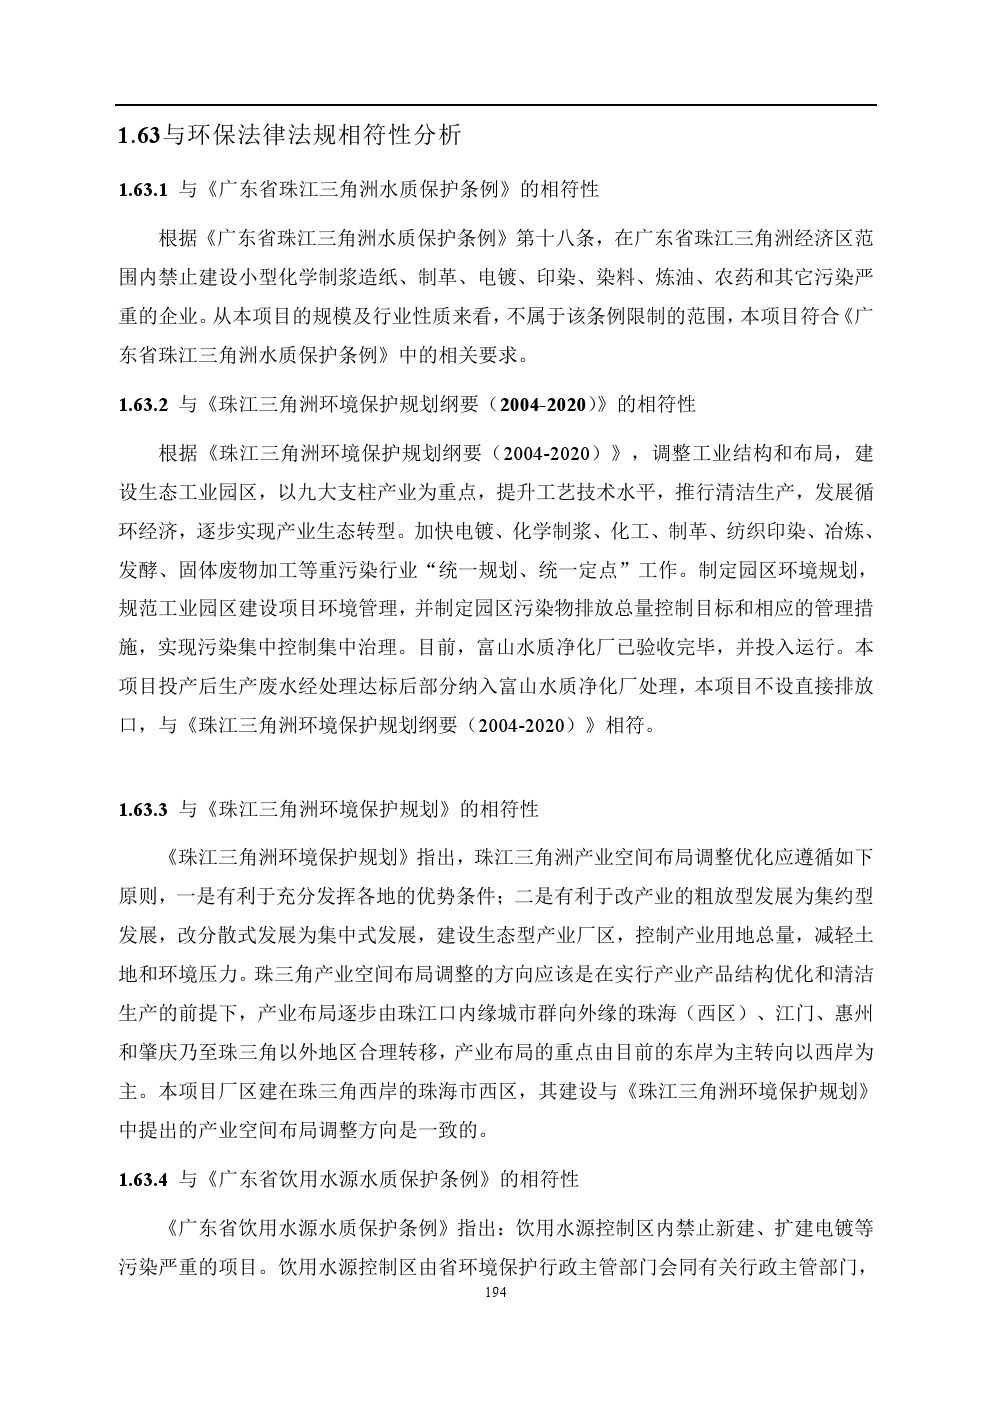 1.63与环保法律法规相符性分析
1.63.1 与《广东省珠江三角洲水质保护条例》的相符性
根据《广东省珠江三角洲水质保护条例》第十八条，在广东省珠江三角洲经济区范
围内禁止建设小型化学制浆造纸、制革、电镀、印染、染料、炼油、农药和其它污染严
重的企业。从本项目的规模及行业性质来看，不属于该条例限制的范围，本项目符合《广
东省珠江三角洲水质保护条例》中的相关要求。
1.63.2 与《珠江三角洲环境保护规划纲要（2004-2020）》的相符性
根据《珠江三角洲环境保护规划纲要（2004-2020）》，调整工业结构和布局，建
设生态工业园区，以九大支柱产业为重点，提升工艺技术水平，推行清洁生产，发展循
环经济，逐步实现产业生态转型。加快电镀、化学制浆、化工、制革、纺织印染、冶炼、
发酵、固体废物加工等重污染行业“统一规划、统一定点”工作。制定园区环境规划，
规范工业园区建设项目环境管理，并制定园区污染物排放总量控制目标和相应的管理措
施，实现污染集中控制集中治理。目前，富山水质净化厂已验收完毕，并投入运行。本
项目投产后生产废水经处理达标后部分纳入富山水质净化厂处理，本项目不设直接排放
口，与《珠江三角洲环境保护规划纲要（2004-2020）》相符。
1.63.3 与《珠江三角洲环境保护规划》的相符性
《珠江三角洲环境保护规划》指出，珠江三角洲产业空间布局调整优化应遵循如下
原则，一是有利于充分发挥各地的优势条件；二是有利于改产业的粗放型发展为集约型
发展，改分散式发展为集中式发展，建设生态型产业厂区，控制产业用地总量，减轻土
地和环境压力。珠三角产业空间布局调整的方向应该是在实行产业产品结构优化和清洁
生产的前提下，产业布局逐步由珠江口内缘城市群向外缘的珠海（西区）、江门、惠州
和肇庆乃至珠三角以外地区合理转移，产业布局的重点由目前的东岸为主转向以西岸为
主。本项目厂区建在珠三角西岸的珠海市西区，其建设与《珠江三角洲环境保护规划》
中提出的产业空间布局调整方向是一致的。
1.63.4 与《广东省饮用水源水质保护条例》的相符性
《广东省饮用水源水质保护条例》指出：饮用水源控制区内禁止新建、扩建电镀等
污染严重的项目。饮用水源控制区由省环境保护行政主管部门会同有关行政主管部门，
194